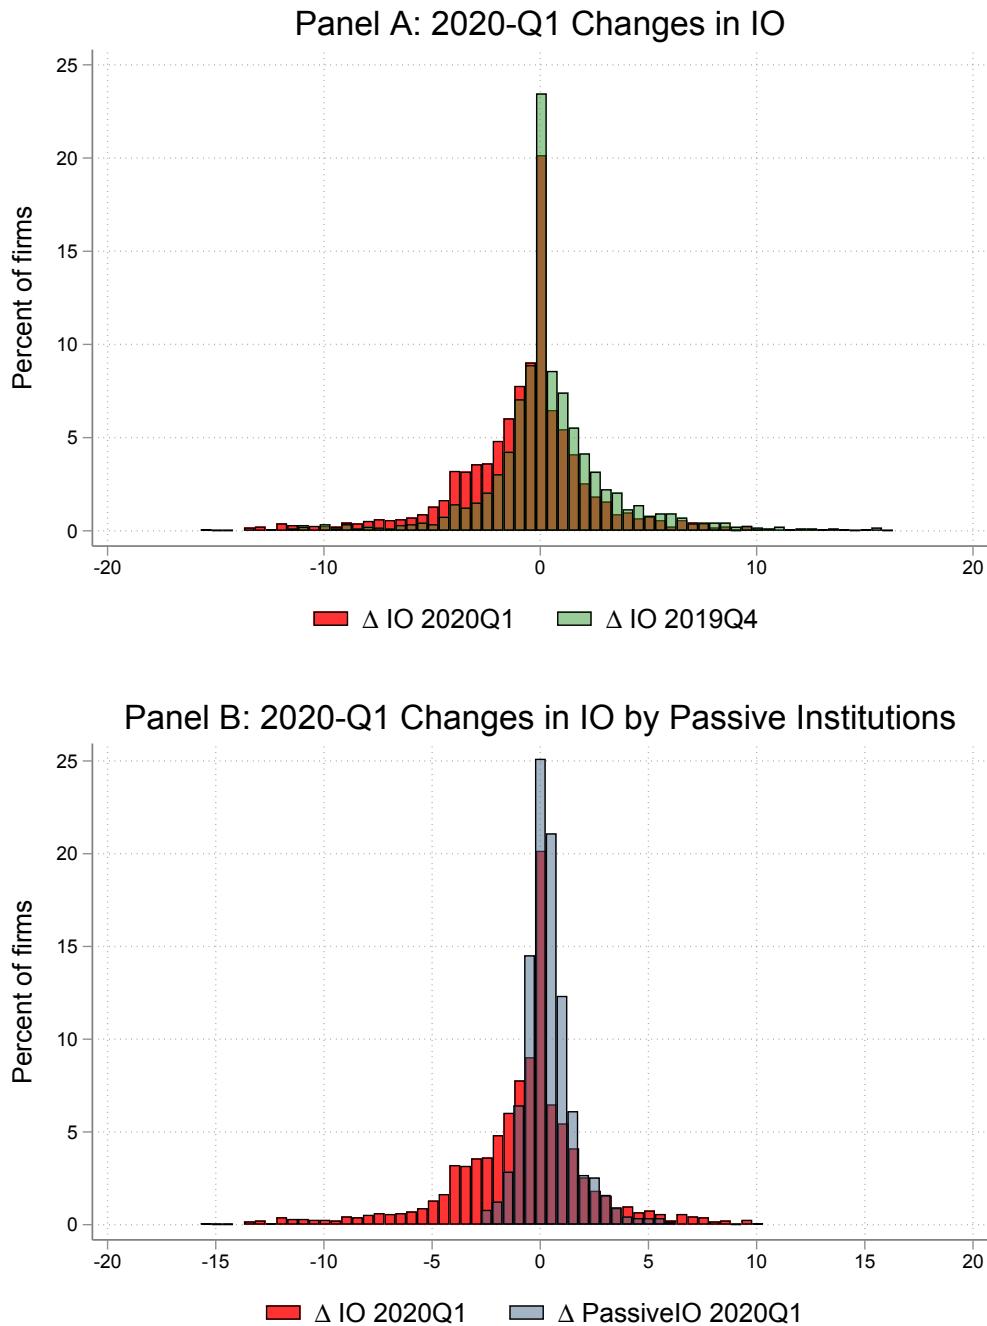 Panel A: 2020-Q1 Changes in IO
25
20
15
10
5
0
Percent of firms
-20 -10 0 10 20
Δ IO 2020Q1 Δ IO 2019Q4
Panel B: 2020-Q1 Changes in IO by Passive Institutions
25
20
15
10
5
0
Percent of firms
-20 -15 -10 -5 0 5 10 15 20
Δ IO 2020Q1 Δ PassiveIO 2020Q1